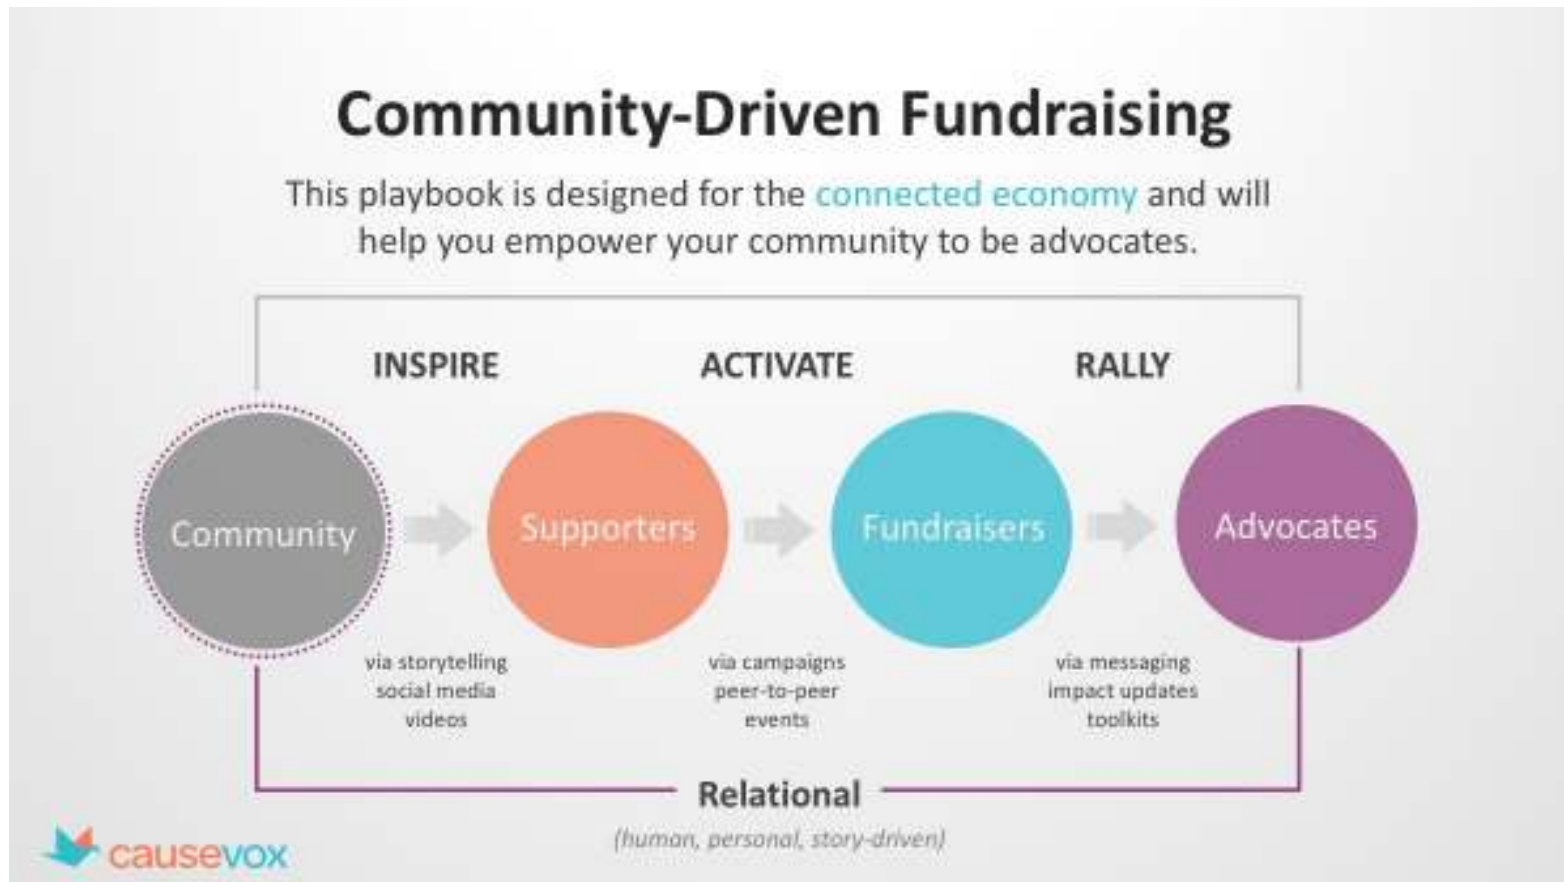 Community-Driven Fundraising
This playbook is designed for the connected economy and will
help you empower your community to be advocates.
INSPIRE
ACTIVATE
RALLY
Community
Supporters
Fundraisers
Advocates
via storytelling
social media
videos
via campaigns
peer-to-peer
events
via messaging
impact updates
toolkits
Relational
(human, personal, story-driven)
causevox